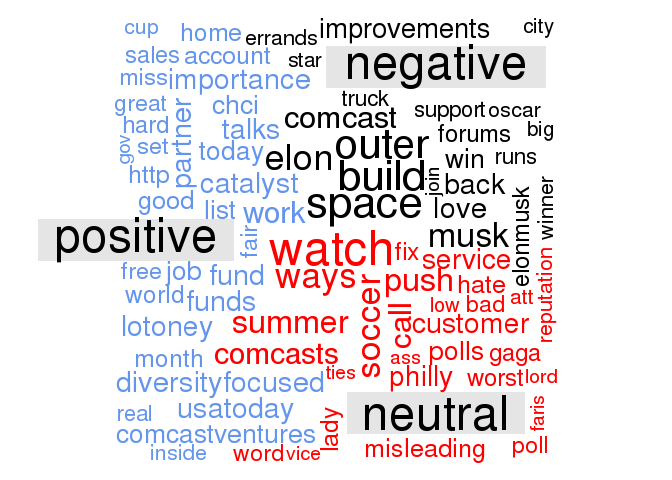 cup home errands improvements city
sales account star negative
miss importance
great chci truck support oscar
hard talks comcast forums big
gov set partner today elon outer win runs
http catalyst build join back
good list work space love
positive fair watch fix musk elonmusk winner
free job fund ways push service hate
world funds soccer call low bad att reputation
lotoney summer customer
month comcasts ass polls gaga
diversityfocused ties philly worst lord
real usatoday lady neutral faris
comcastventures
inside word vice misleading poll